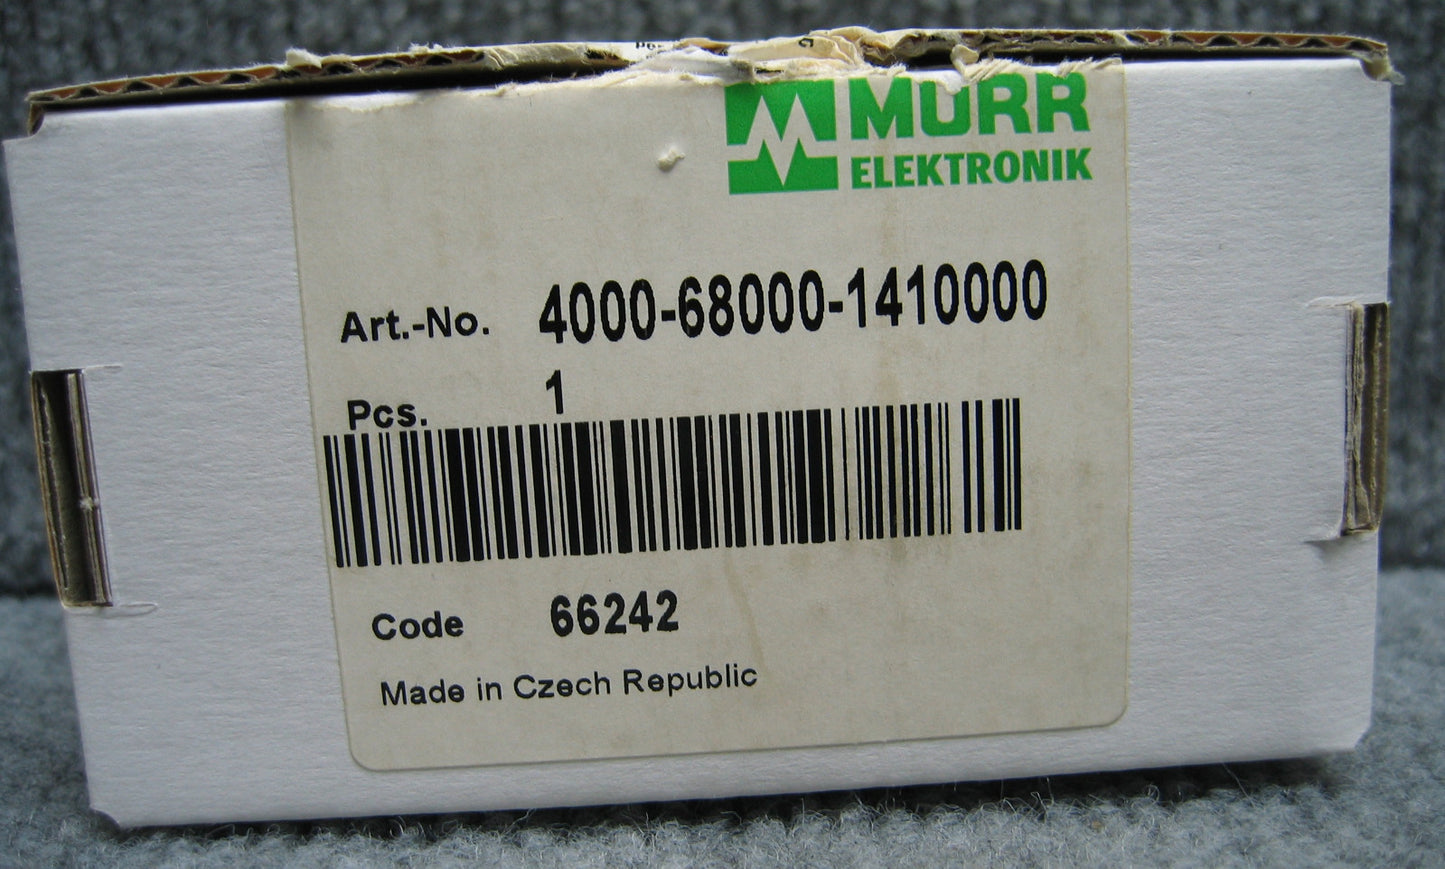 MURR
ELEKTRONIK
Art.-No. 4000-68000-1410000
Pcs. 1
Code 66242
Made in Czech Republic